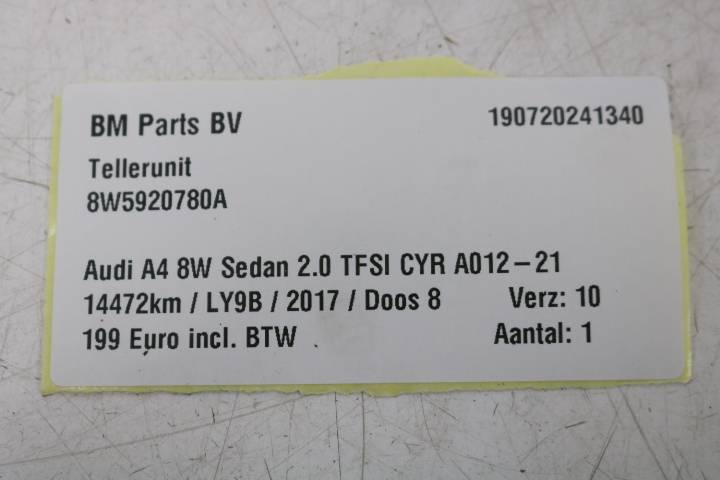 BM Parts BV 190720241340
Tellerunit
8W5920780A
Audi A4 8W Sedan 2.0 TFSI CYR A012-21
14472km / LY9B / 2017 / Doos 8 Verz: 10
199 Euro incl. BTW Aantal: 1